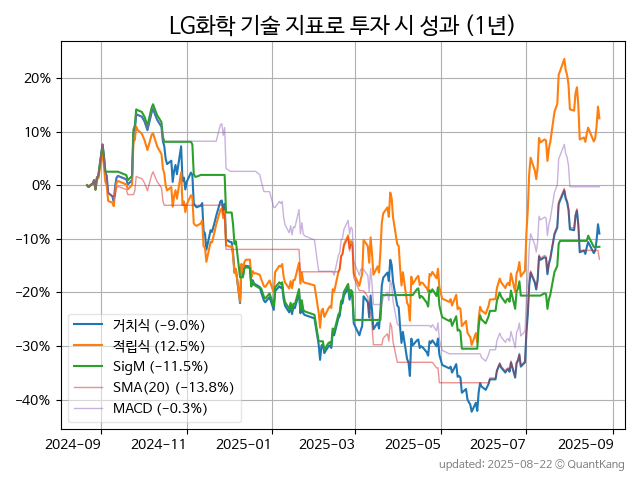 LG화학 기술 지표로 투자 시 성과 (1년)
20%
10%
0%
−10%
−20%
−30%
−40%
거치식 (−9.0%)
적립식 (12.5%)
SigM (−11.5%)
SMA(20) (−13.8%)
MACD (−0.3%)
2024-09 2024-11 2025-01 2025-03 2025-05 2025-07 2025-09
updated: 2025-08-22 © QuantKang